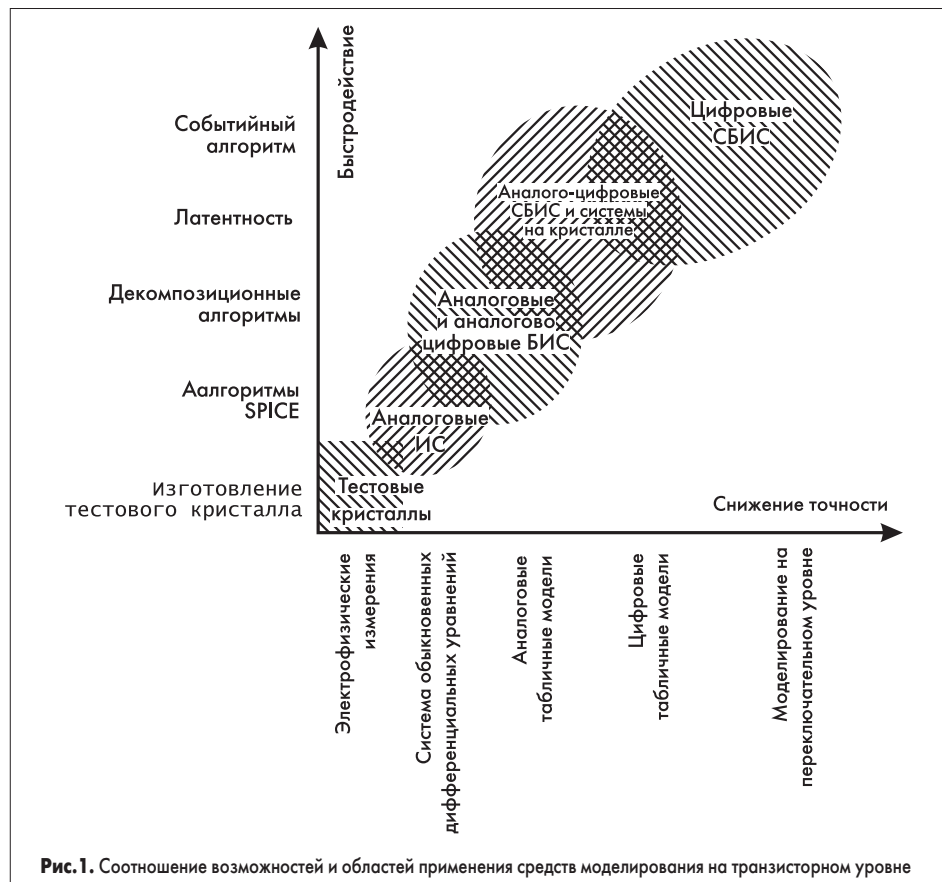 Быстродействие
Событийный
алгоритм
Латентность
Декомпозиционные
алгоритмы
Аалгоритмы
SPICE
Изготовление
тестового кристалла
Цифровые
СБИС
Аналого-цифровые
СБИС и системы
на кристалле
Аналоговые
и аналогово
цифровые БИС
Аналоговые
ИС
Тестовые
кристаллы
Снижение точности
Электрофизические
измерения
Система обыкновенных
дифференциальных уравнений
Аналоговые
табличные модели
Цифровые
табличные модели
Моделирование на
переключательном уровне
Рис.1. Соотношение возможностей и областей применения средств моделирования на транзисторном уровне